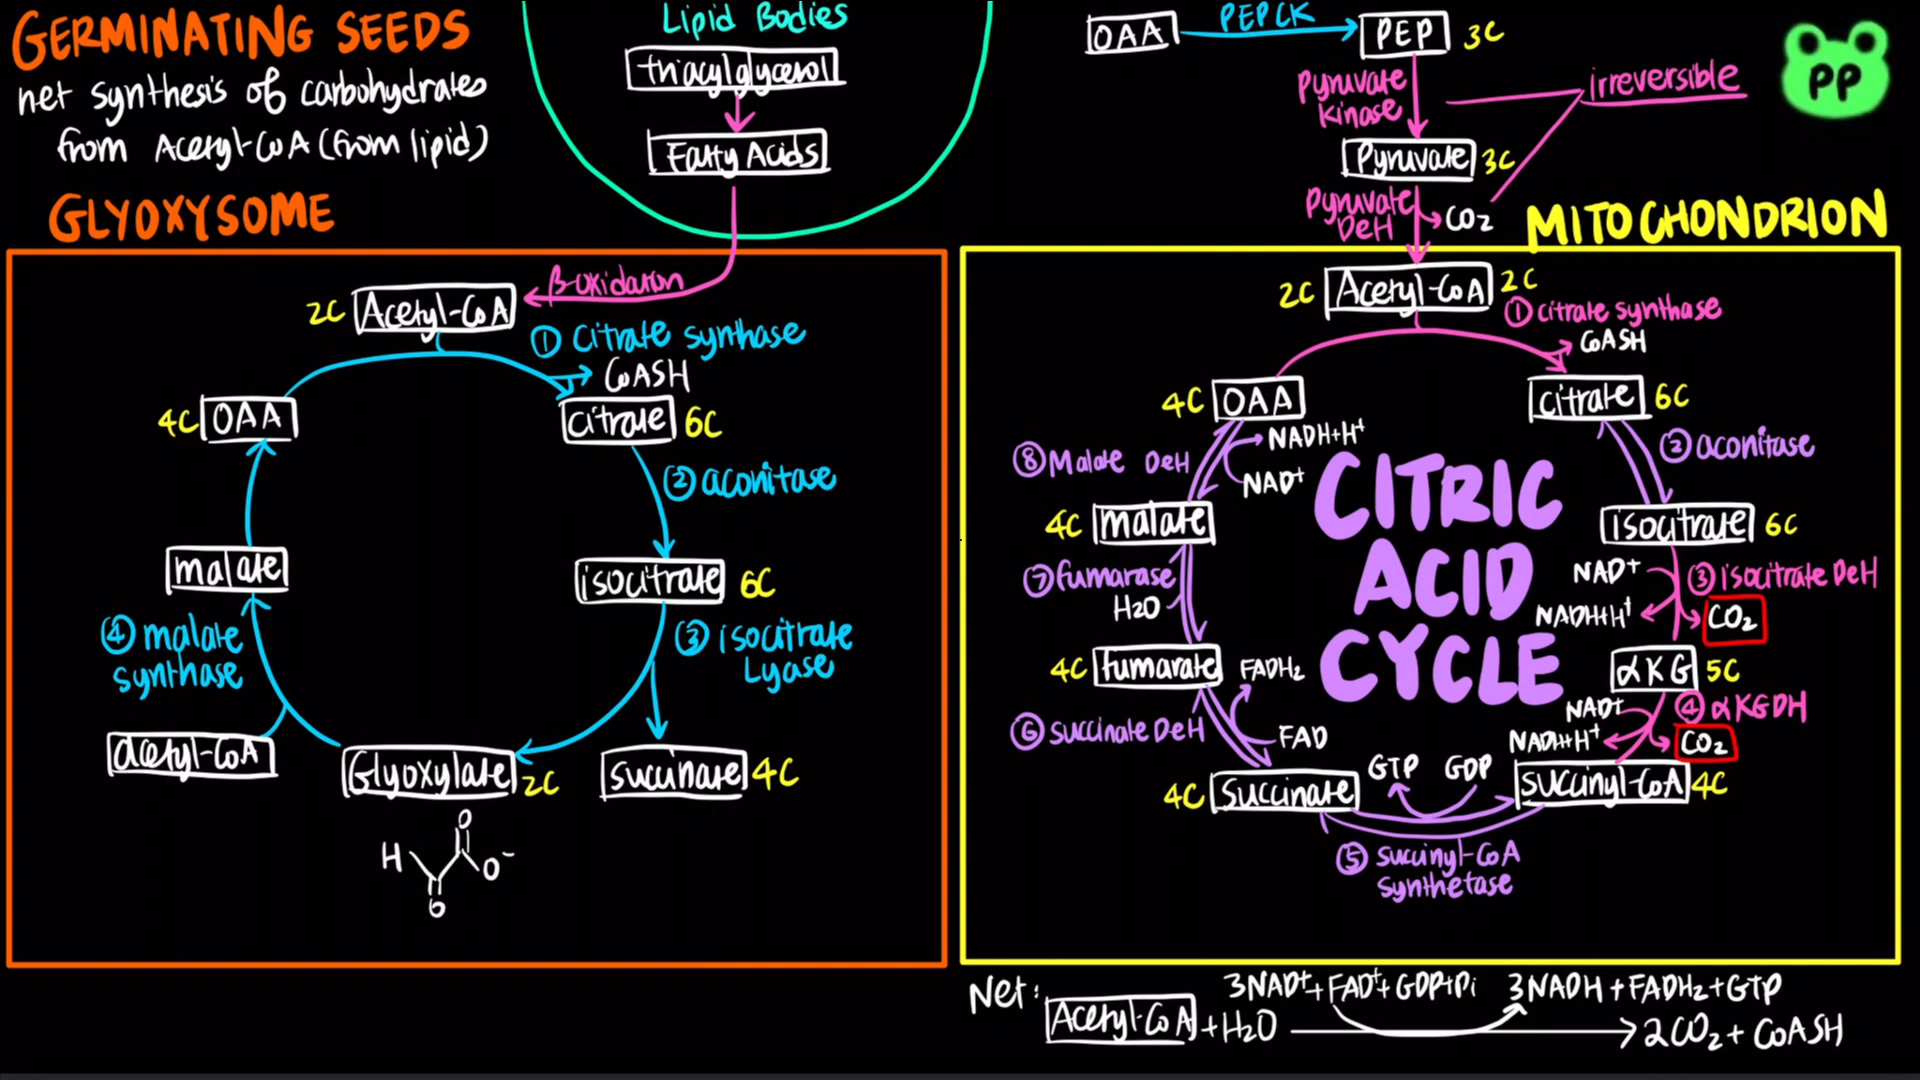 GERMINATING SEEDS
net synthesis of carbohydrates
from Acetyl-CoA (from lipid)
GLYOXYSOME
Lipid Bodies
triacylglycerol
Fatty Acids
β-oxidation
2C Acetyl-CoA
① Citrate synthase
CoASH
4C OAA
citrate 6C
② aconitase
malate
isocitrate 6C
④ malate
synthase
③ isocitrate
Lyase
acetyl-CoA
Glyoxylate 2C
succinate 4C
H
O
O⁻
O
OAA
PEPCK
PEP 3C
Pyruvate
kinase
irreversible
PP
Pyruvate 3C
Pyruvate
DeH
CO₂
MITOCHONDRION
2C Acetyl-CoA 2C
① citrate synthase
CoASH
4C OAA
citrate 6C
NADH+H⁺
NAD⁺
⑧ Malate DeH
② aconitase
CITRIC
ACID
CYCLE
4C malate
isocitrate 6C
⑦ fumarase
H2O
NAD⁺
③ isocitrate DeH
NADH+H⁺
CO₂
4C fumarate
FADH₂
αKG 5C
⑥ succinate DeH
FAD
NAD⁺
④ αKGDH
NADH+H⁺
CO₂
4C Succinate
GTP GDP
succinyl-CoA 4C
⑤ succinyl-CoA
synthetase
Net:
3NAD⁺+FAD⁺+GDP+Pi 3NADH+FADH₂+GTP
Acetyl-CoA +H2O → 2CO₂+CoASH